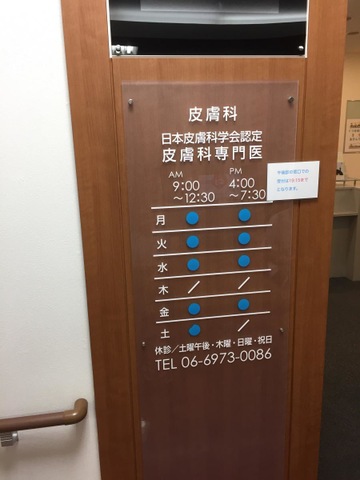 皮膚科
日本皮膚科学会認定
皮膚科専門医
AM PM
9:00 4:00
～12:30 ～7:30
月 ● ●
火 ● ●
水 ● ●
木 ／ ／
金 ● ●
土 ● ／
休診／土曜午後・木曜・日曜・祝日
TEL 06-6973-0086